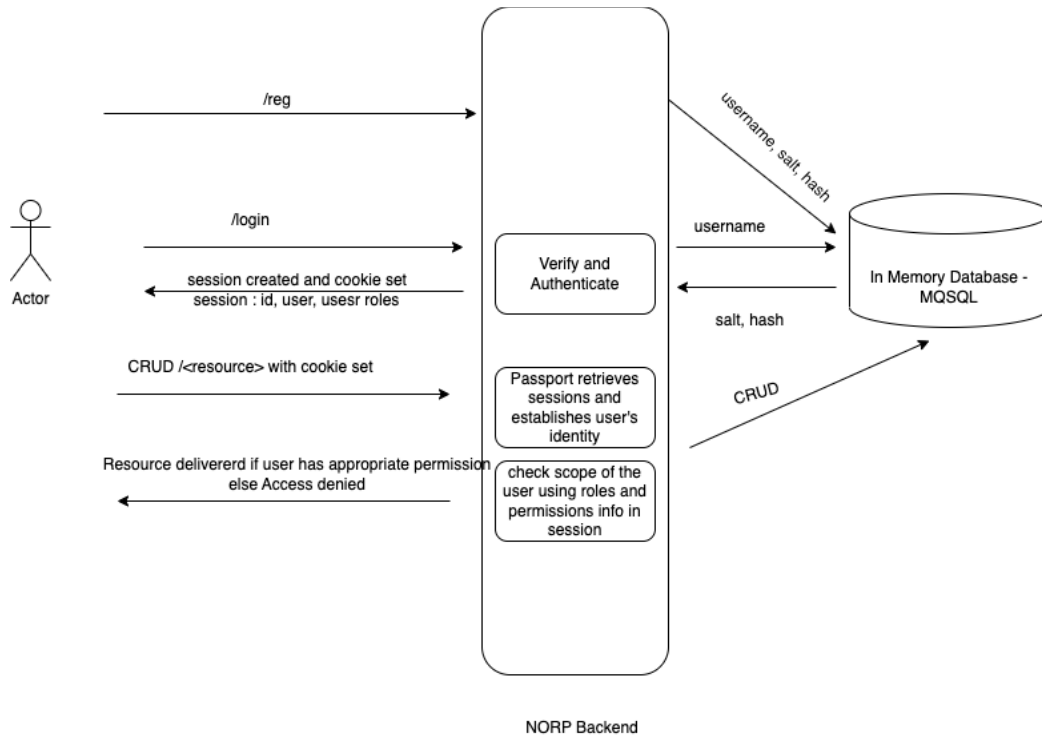 /reg
username, salt, hash
/login
username
Verify and
Authenticate
session created and cookie set
session : id, user, usesr roles
In Memory Database -
MQSQL
Actor
salt, hash
CRUD /<resource> with cookie set
Passport retrieves
sessions and
establishes user's
identity
CRUD
Resource delivererd if user has appropriate permission
else Access denied
check scope of the
user using roles and
permissions info in
session
NORP Backend